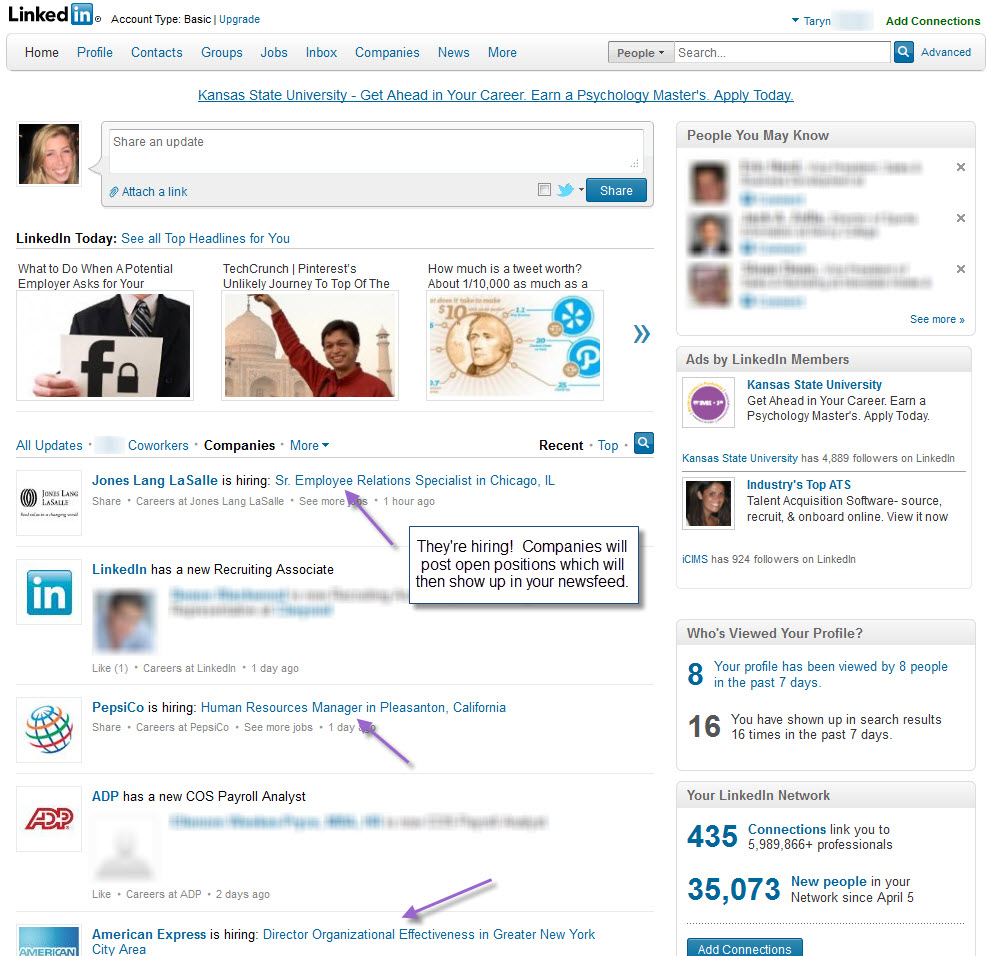 Linked in ® Account Type: Basic | Upgrade
Taryn
Add Connections
Home Profile Contacts Groups Jobs Inbox Companies News More
People Search... Advanced
Kansas State University - Get Ahead in Your Career. Earn a Psychology Master's. Apply Today.
Share an update
Attach a link
Share
LinkedIn Today: See all Top Headlines for You
What to Do When A Potential
Employer Asks for Your
TechCrunch | Pinterest's
Unlikely Journey To Top Of The
How much is a tweet worth?
About 1/10,000 as much as a
»
All Updates • Coworkers • Companies • More
Recent • Top •
JONES LANG
LASALLE
Jones Lang LaSalle is hiring: Sr. Employee Relations Specialist in Chicago, IL
Share • Careers at Jones Lang LaSalle • See more jobs • 1 hour ago
They're hiring! Companies will
post open positions which will
then show up in your newsfeed.
in
LinkedIn has a new Recruiting Associate
Like (1) • Careers at LinkedIn • 1 day ago
PepsiCo is hiring: Human Resources Manager in Pleasanton, California
Share • Careers at PepsiCo • See more jobs • 1 day ago
ADP
ADP has a new COS Payroll Analyst
Like • Careers at ADP • 2 days ago
AMERICAN
American Express is hiring: Director Organizational Effectiveness in Greater New York
City Area
People You May Know
See more »
Ads by LinkedIn Members
Kansas State University
Get Ahead in Your Career. Earn a
Psychology Master's. Apply Today.
Kansas State University has 4,889 followers on LinkedIn
Industry's Top ATS
Talent Acquisition Software- source,
recruit, & onboard online. View it now
iCIMS has 924 followers on LinkedIn
Who's Viewed Your Profile?
8 Your profile has been viewed by 8 people
in the past 7 days.
16 You have shown up in search results
16 times in the past 7 days.
Your LinkedIn Network
435 Connections link you to
5,989,866+ professionals
35,073 New people in your
Network since April 5
Add Connections